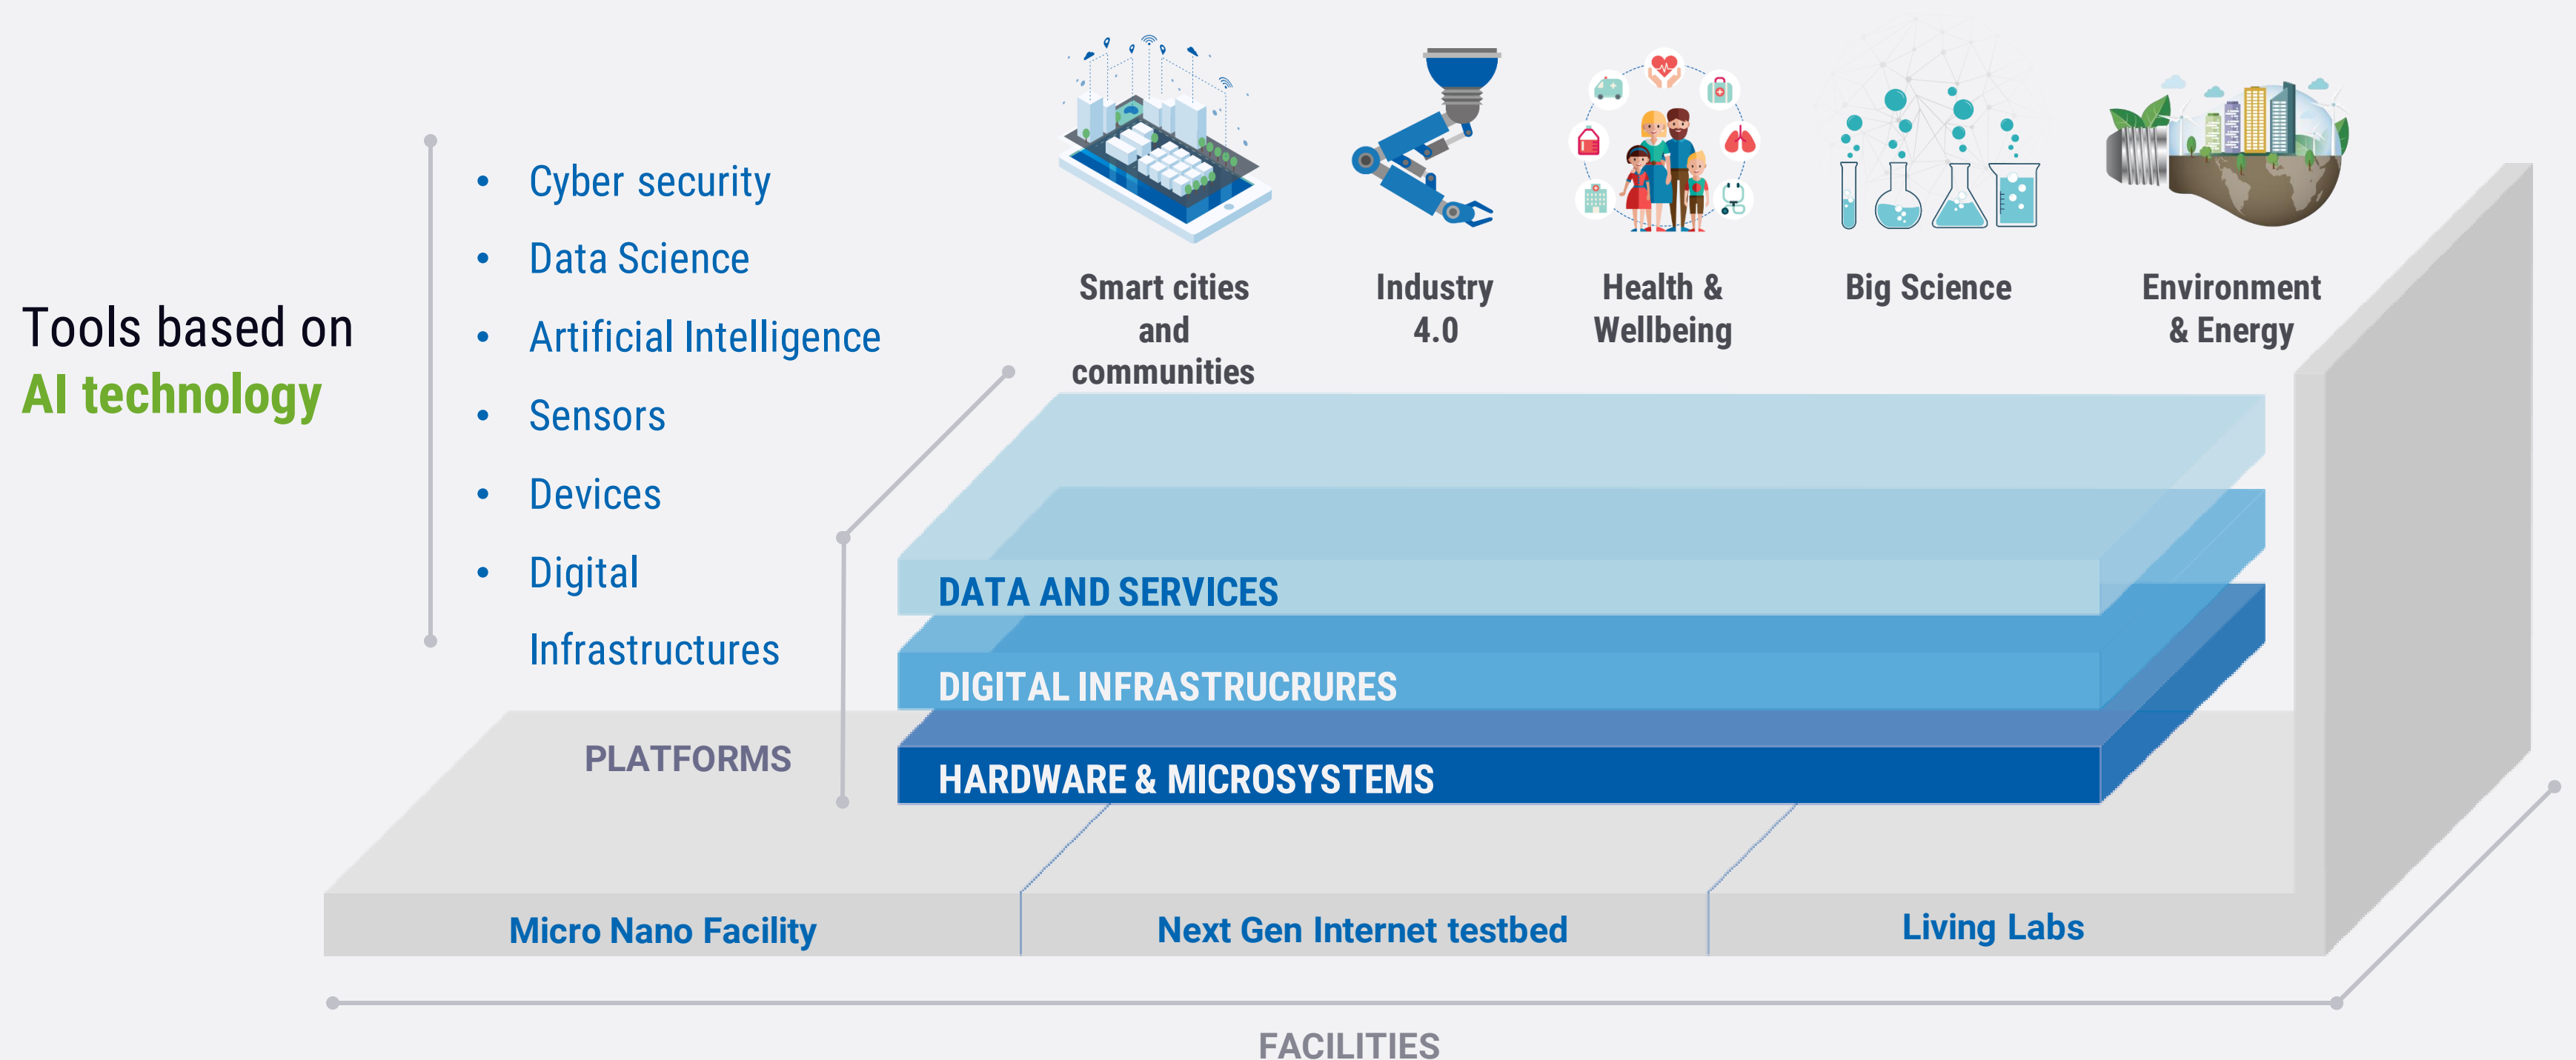 Tools based on
AI technology
• Cyber security
• Data Science
• Artificial Intelligence
• Sensors
• Devices
• Digital
Infrastructures
Smart cities
and
communities
Industry
4.0
Health &
Wellbeing
Big Science
Environment
& Energy
PLATFORMS
DATA AND SERVICES
DIGITAL INFRASTRUCRURES
HARDWARE & MICROSYSTEMS
Micro Nano Facility
Next Gen Internet testbed
Living Labs
FACILITIES